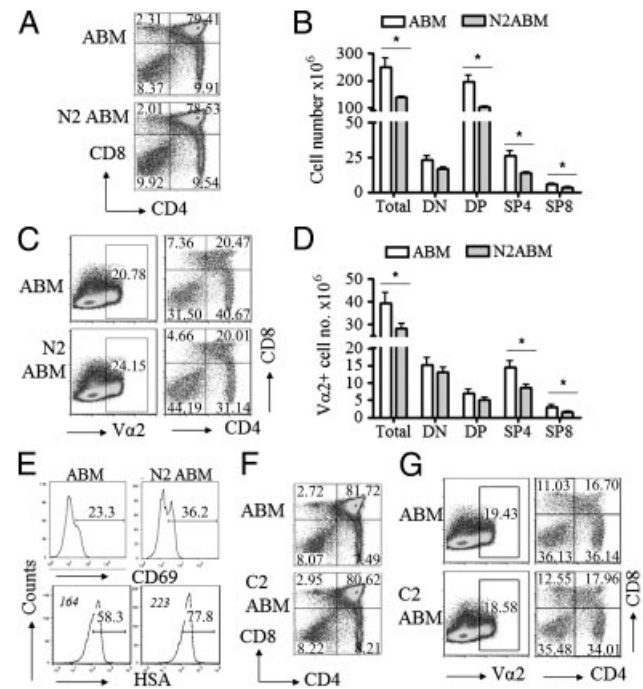 A
2.31 79.41
ABM
8.37 9.91
2.01 78.53
N2 ABM
CD8
9.92 9.54
CD4
B
ABM N2ABM
Cell number x10⁶
300
200
100
50
25
0
* * * *
Total DN DP SP4 SP8
C
20.78
7.36 20.47
ABM
31.50 40.67
24.15
4.66 20.01
N2
ABM
44.19 31.14
CD8
Vα2 CD4
D
ABM N2ABM
Vα2+ cell no. x10⁶
50
40
30
20
15
10
5
0
* * *
Total DN DP SP4 SP8
E
ABM N2 ABM
23.3 36.2
CD69
Counts
164 58.3 223 77.8
HSA
F
2.72 81.72
ABM
8.07 7.49
2.95 80.62
C2
ABM
CD8
8.22 8.21
CD4
G
19.43
11.03 16.70
ABM
36.13 36.14
18.58
12.55 17.96
C2
ABM
35.48 34.01
CD8
Vα2 CD4